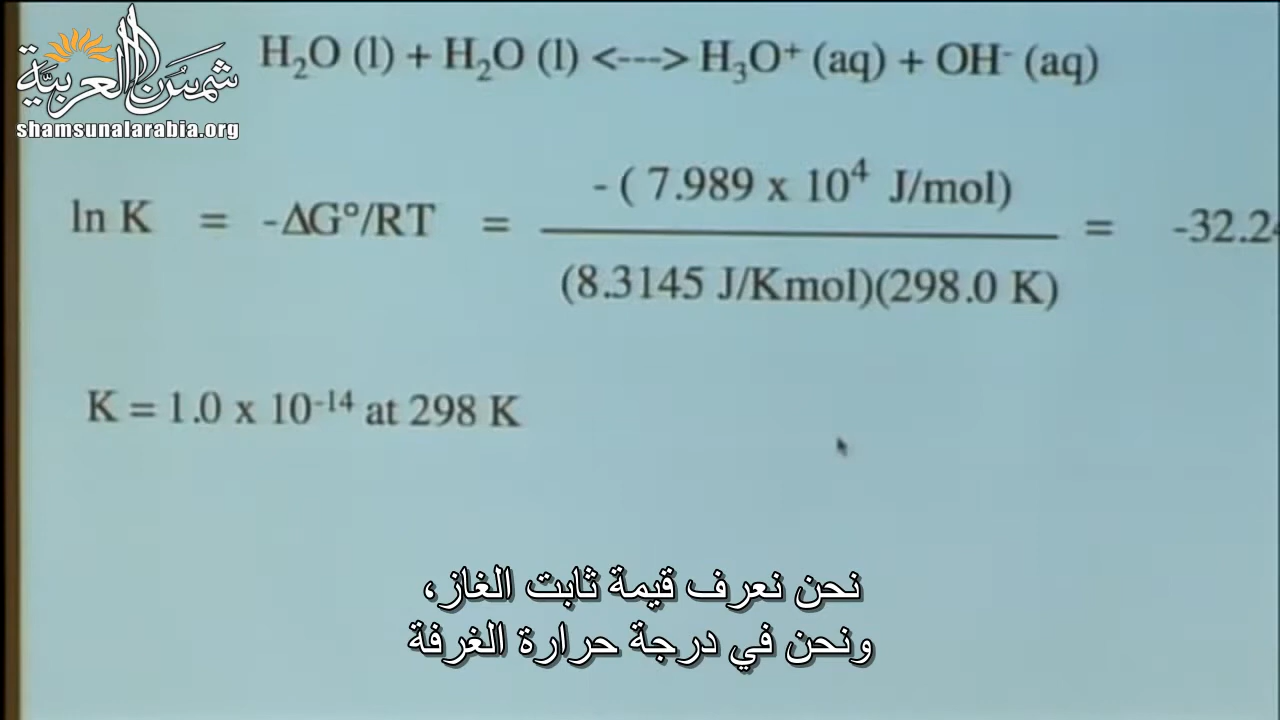 شمس العربية
shamsunalarabia.org
H₂O (l) + H₂O (l) <---> H₃O⁺ (aq) + OH⁻ (aq)
ln K = -ΔG°/RT = - ( 7.989 x 10⁴ J/mol) / (8.3145 J/Kmol)(298.0 K) = -32.24
K = 1.0 x 10⁻¹⁴ at 298 K
نحن نعرف قيمة ثابت الغاز،
ونحن في درجة حرارة الغرفة